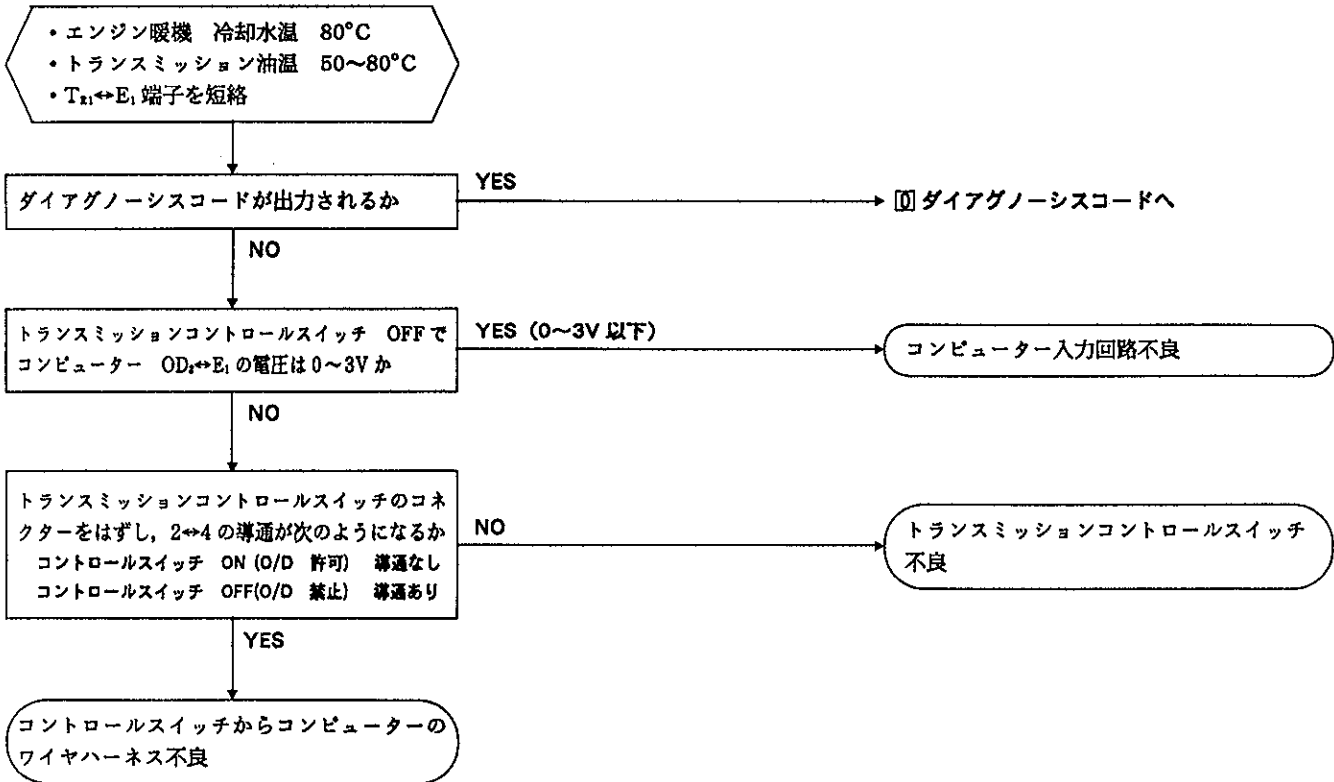 ・エンジン暖機 冷却水温 80°C
・トランスミッション油温 50～80°C
・T₂₁↔E₁ 端子を短絡
ダイアグノーシスコードが出力されるか
YES
0 ダイアグノーシスコードへ
NO
トランスミッションコントロールスイッチ OFF で
コンピューター OD₂↔E₁ の電圧は 0～3V か
YES (0～3V 以下)
コンピューター入力回路不良
NO
トランスミッションコントロールスイッチのコネ
クターをはずし，2↔4 の導通が次のようになるか
コントロールスイッチ ON (O/D 許可) 導通なし
コントロールスイッチ OFF(O/D 禁止) 導通あり
NO
トランスミッションコントロールスイッチ
不良
YES
コントロールスイッチからコンピューターの
ワイヤハーネス不良